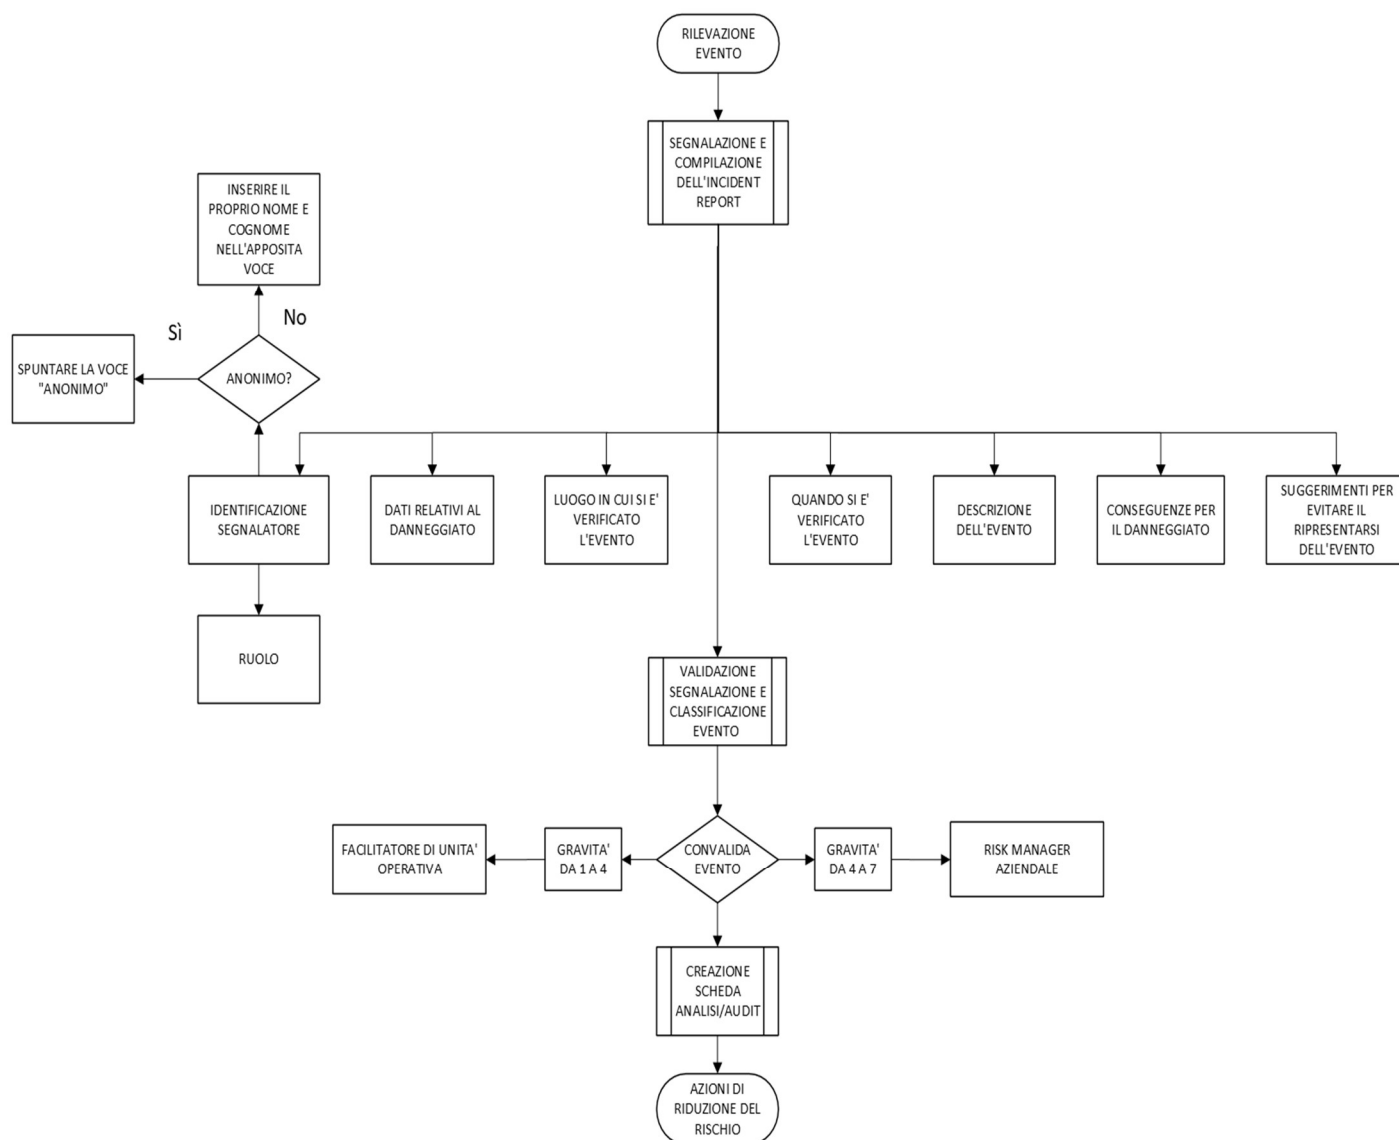 RILEVAZIONE
EVENTO
SEGNALAZIONE E
COMPILAZIONE
DELL'INCIDENT
REPORT
INSERIRE IL
PROPRIO NOME E
COGNOME
NELL'APPOSITA
VOCE
Sì
No
SPUNTARE LA VOCE
"ANONIMO"
ANONIMO?
IDENTIFICAZIONE
SEGNALATORE
DATI RELATIVI AL
DANNEGGIATO
LUOGO IN CUI SI E'
VERIFICATO
L'EVENTO
QUANDO SI E'
VERIFICATO
L'EVENTO
DESCRIZIONE
DELL'EVENTO
CONSEGUENZE PER
IL DANNEGGIATO
SUGGERIMENTI PER
EVITARE IL
RIPRESENTARSI
DELL'EVENTO
RUOLO
VALIDAZIONE
SEGNALAZIONE E
CLASSIFICAZIONE
EVENTO
FACILITATORE DI UNITA'
OPERATIVA
GRAVITA'
DA 1 A 4
CONVALIDA
EVENTO
GRAVITA'
DA 4 A 7
RISK MANAGER
AZIENDALE
CREAZIONE
SCHEDA
ANALISI/AUDIT
AZIONI DI
RIDUZIONE DEL
RISCHIO